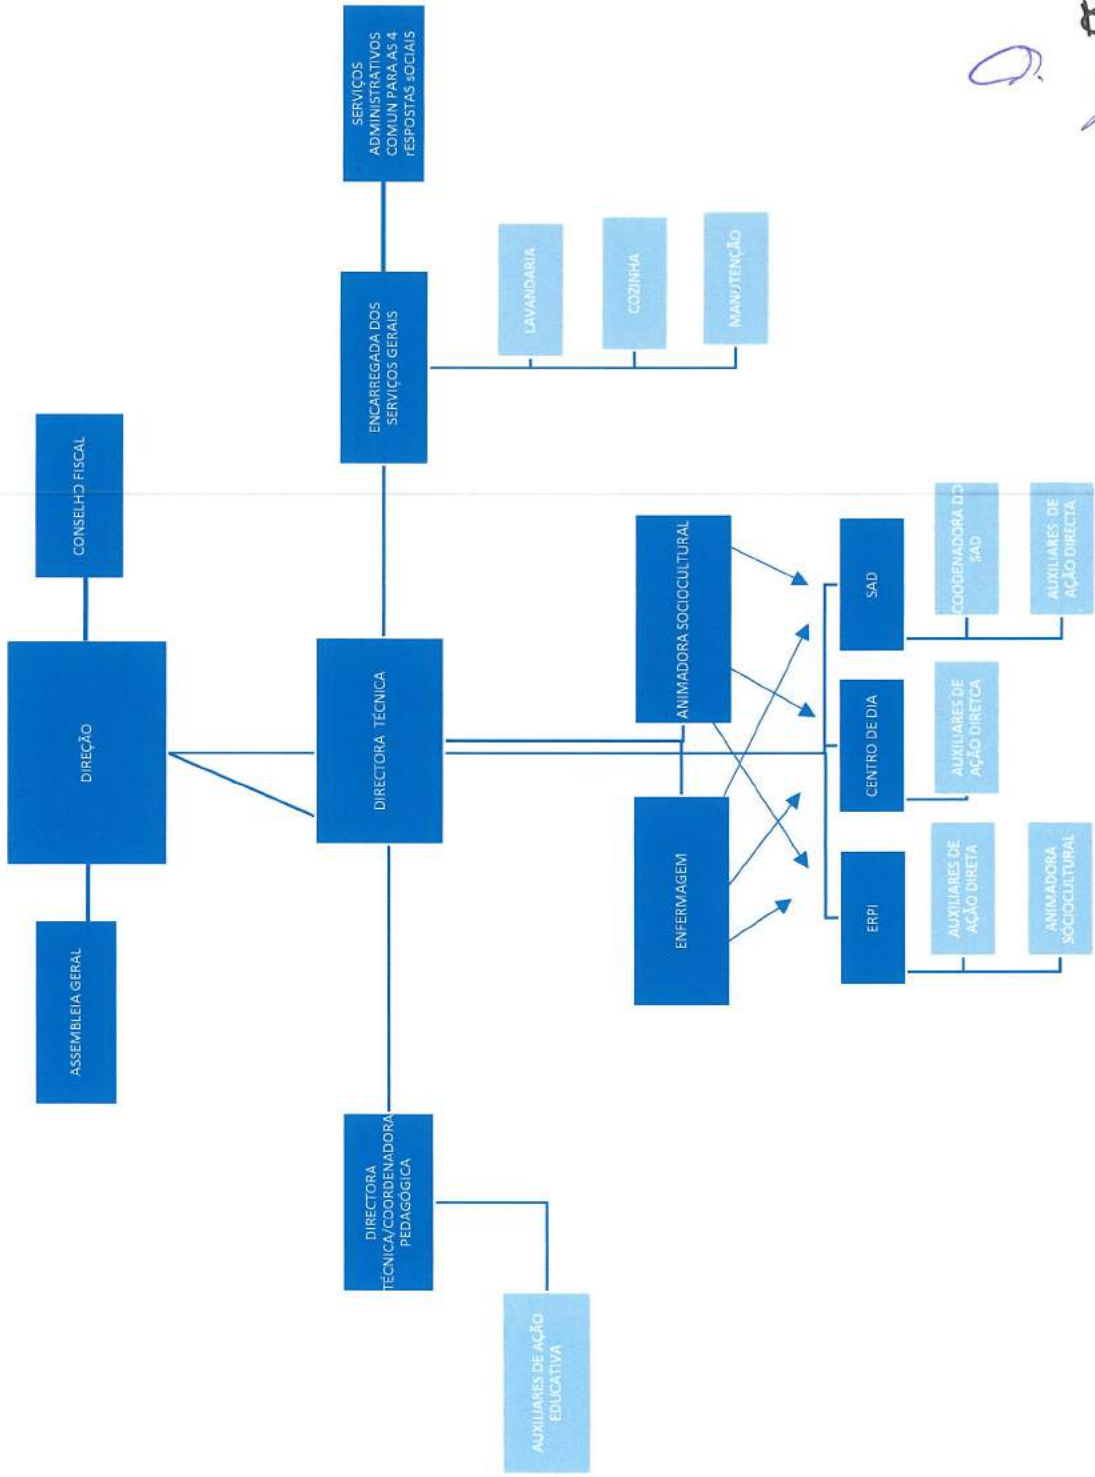 ASSEMBLEIA GERAL
DIREÇÃO
CONSELHO FISCAL
DIRECTORA
TÉCNICA/COORDENADORA
PEDAGÓGICA
DIRECTORA TÉCNICA
ENCARREGADA DOS
SERVIÇOS GERAIS
SERVIÇOS
ADMINISTRATIVOS
COMUN PARA AS 4
rESPOSTAS sOCIAIS
AUXILIARES DE AÇÃO
EDUCATIVA
LAVANDARIA
COZINHA
MANUTENÇÃO
ENFERMAGEM
ANIMADORA SOCIOCULTURAL
ERPI
CENTRO DE DIA
SAD
AUXILIARES DE
AÇÃO DIRETA
ANIMADORA
SOCIOCULTURAL
AUXILIARES DE
AÇÃO DIRETCA
COODENADORA DO
SAD
AUXILIARES DE
AÇÃO DIRECTA